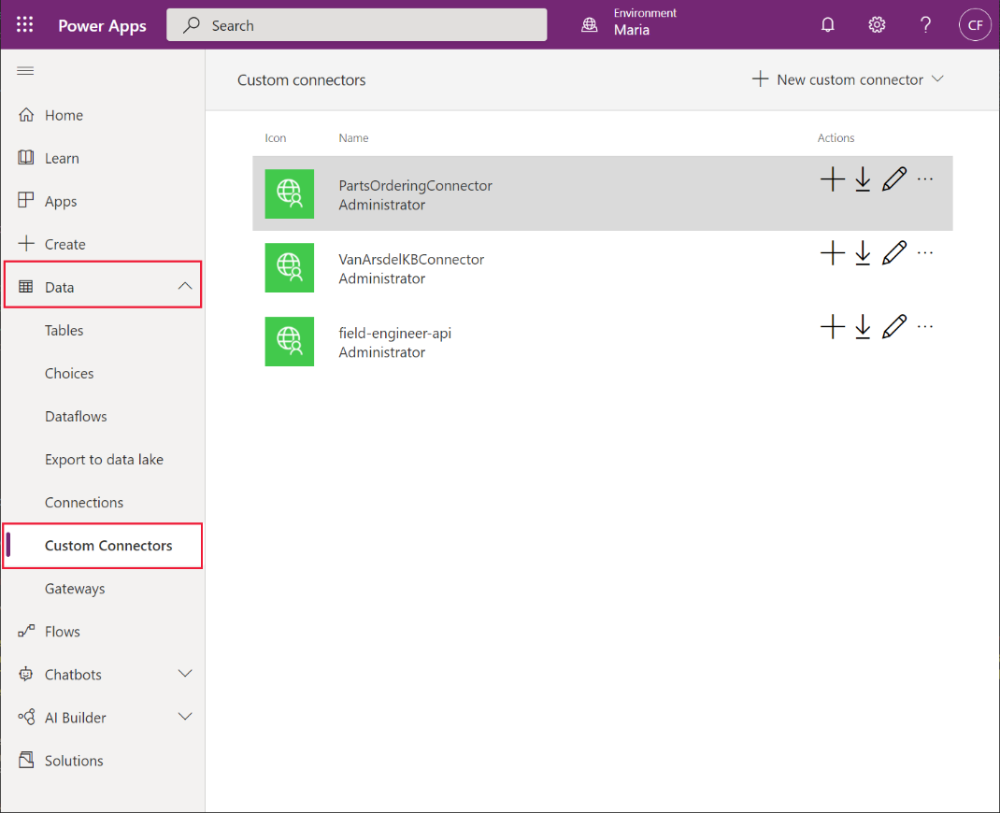 Power Apps
Search
Environment
Maria
?
CF
Custom connectors
New custom connector
Home
Learn
Apps
Create
Data
Tables
Choices
Dataflows
Export to data lake
Connections
Custom Connectors
Gateways
Flows
Chatbots
AI Builder
Solutions
Icon Name Actions
PartsOrderingConnector
Administrator
VanArsdelKBConnector
Administrator
field-engineer-api
Administrator